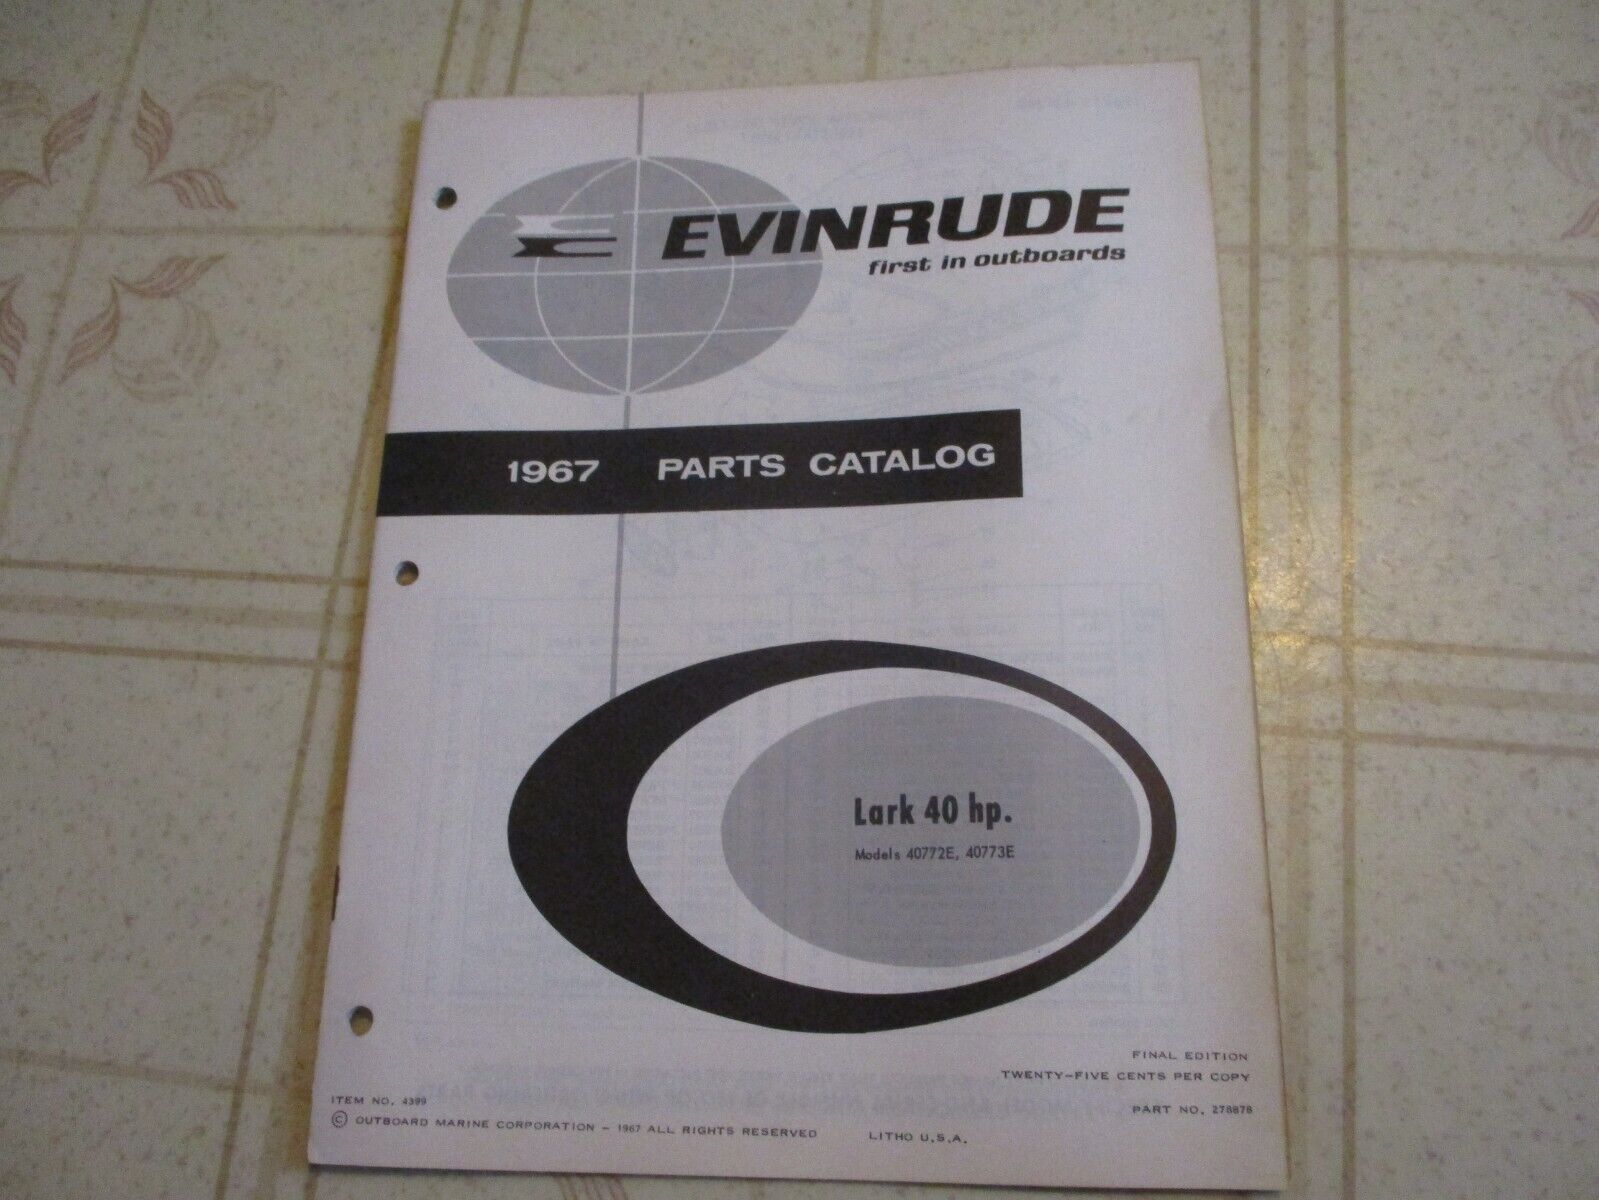 EVINRUDE
first in outboards
1967 PARTS CATALOG
Lark 40 hp.
Models 40772E, 40773E
FINAL EDITION
TWENTY-FIVE CENTS PER COPY
ITEM NO. 4399
PART NO. 278878
© OUTBOARD MARINE CORPORATION - 1967 ALL RIGHTS RESERVED LITHO U.S.A.